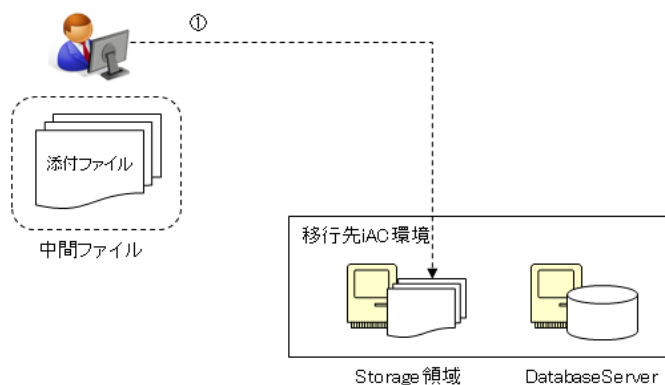 ①
添付ファイル
中間ファイル
移行先iAC環境
Storage領域
DatabaseServer